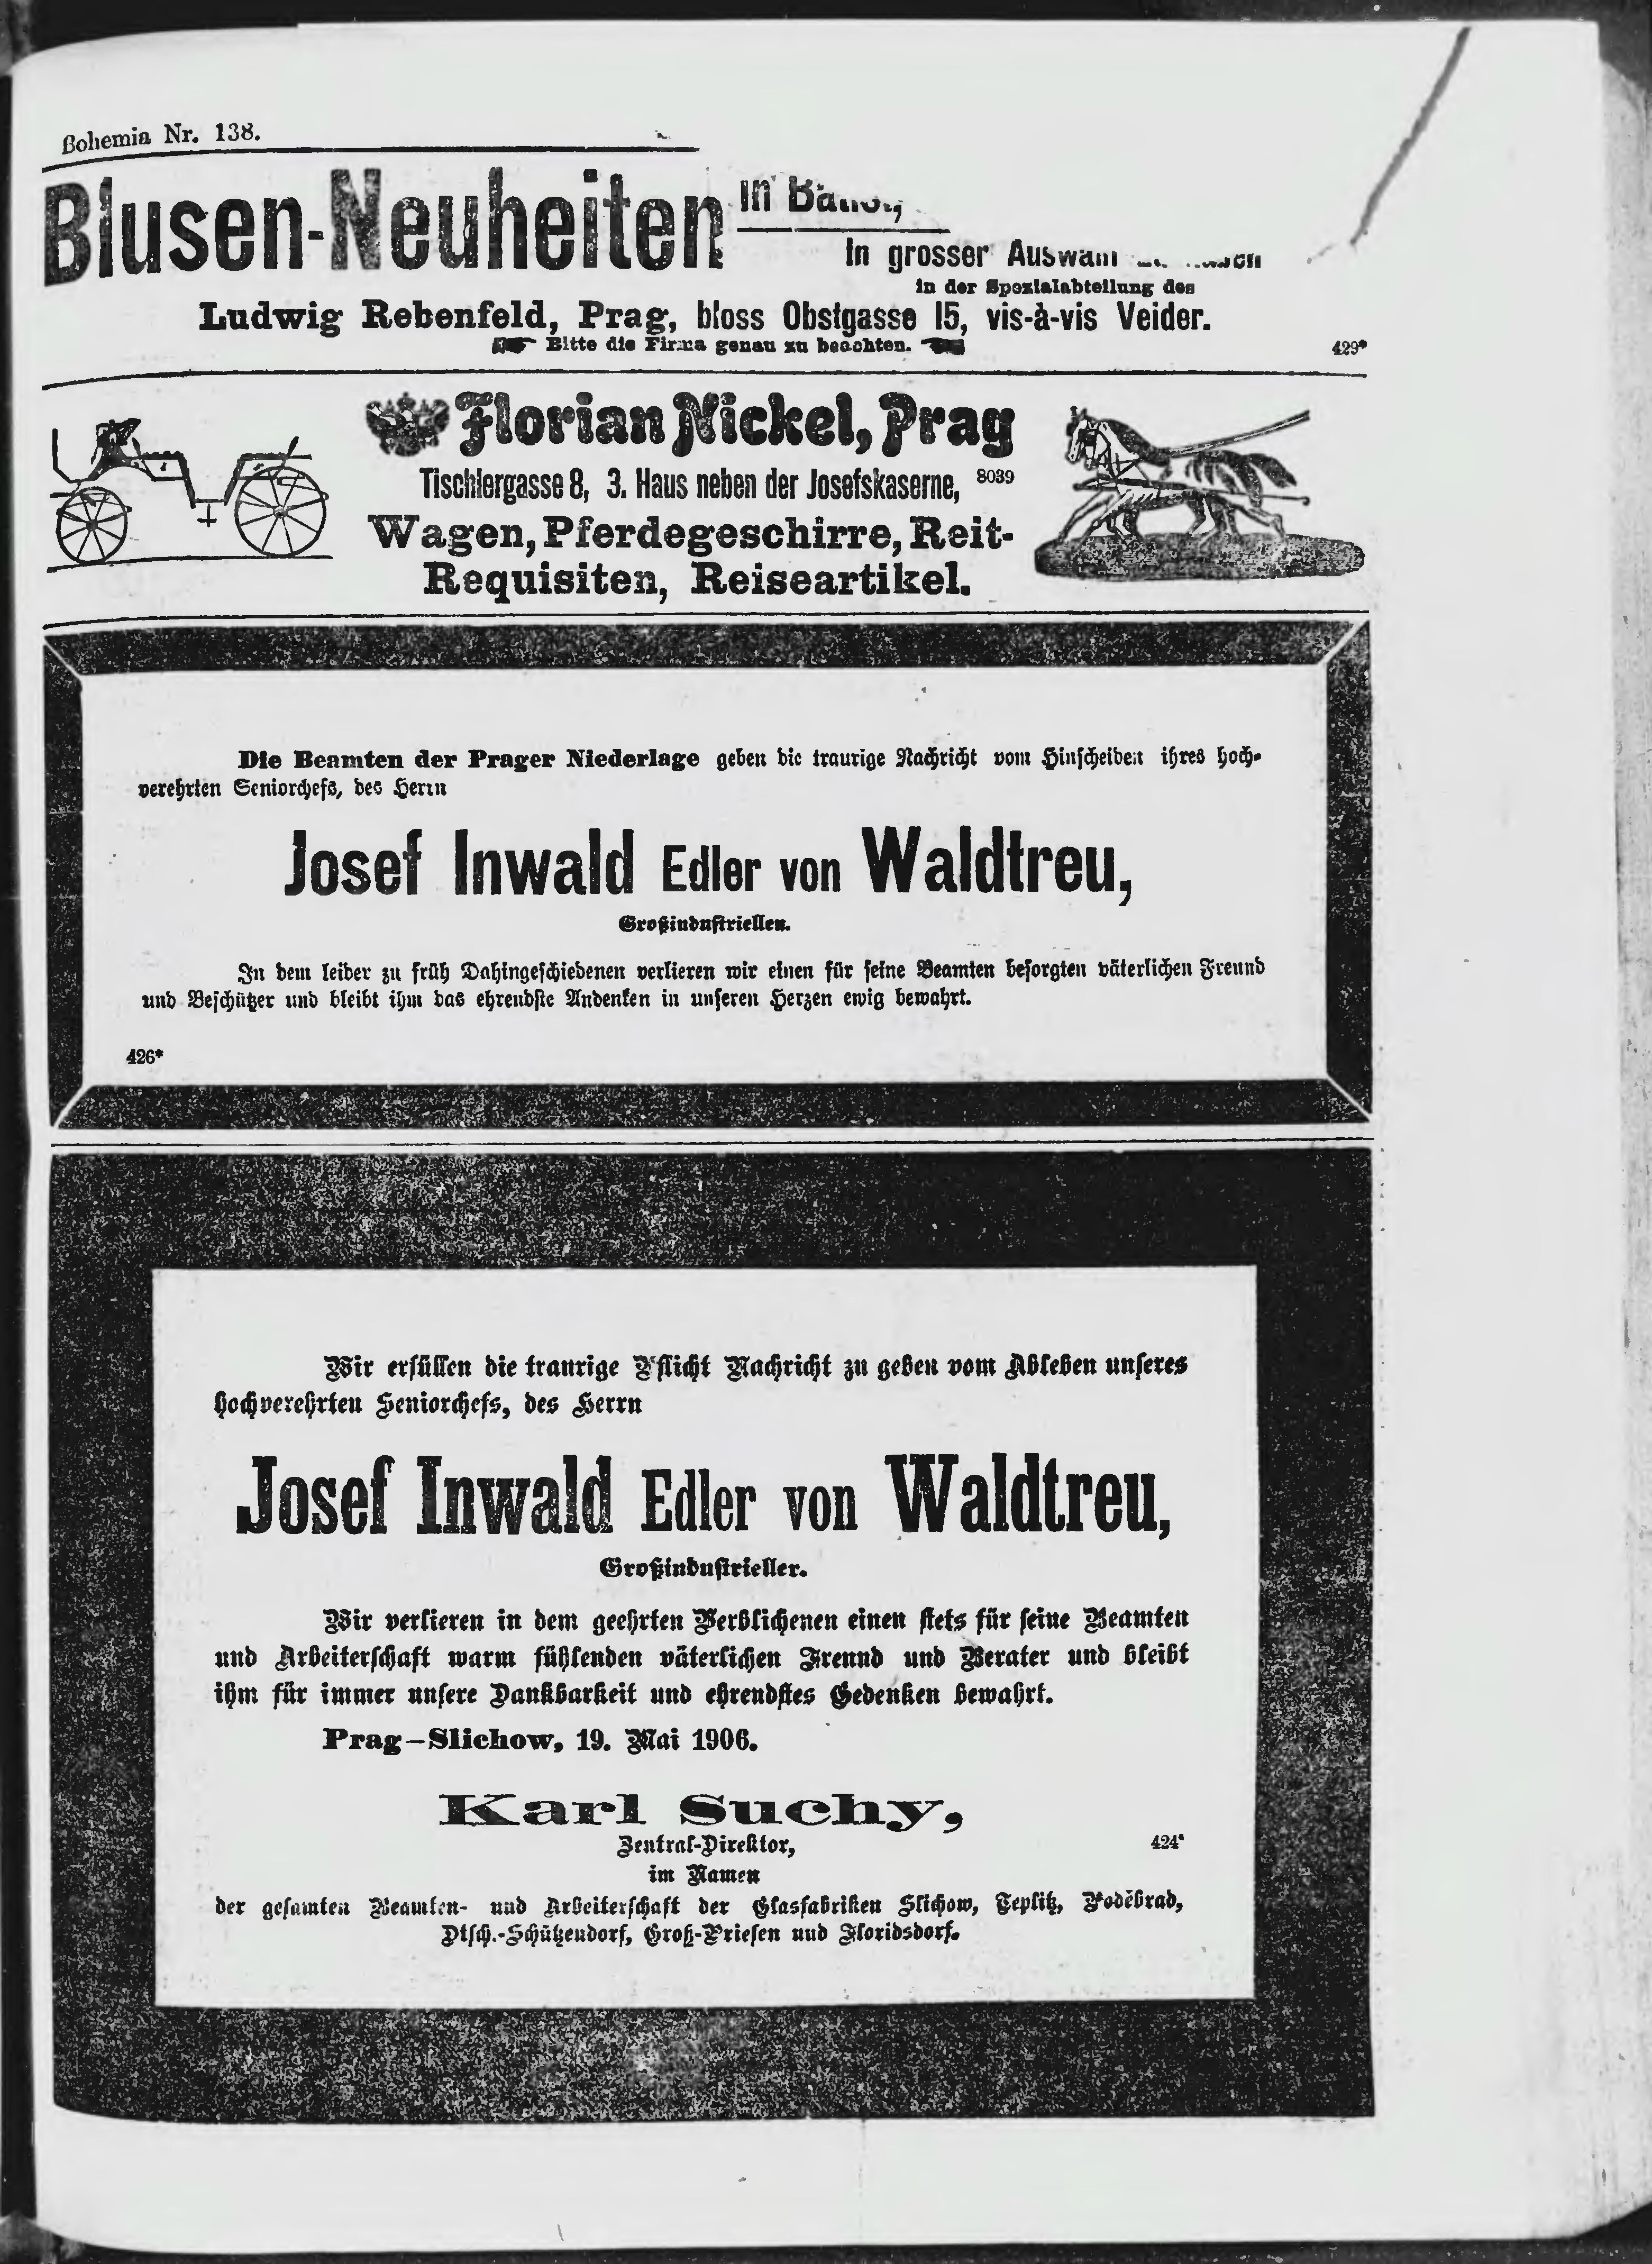 Bohemia Nr. 138.
Blusen-Neuheiten in
In grosser
in der Spezialabteilung des
Ludwig Rebenfeld, Prag, bloss Obstgasse 15, vis-à-vis Veider.
Bitte die Firma genau zu beachten.
429*
Florian Nickel, Prag
Tischlergasse 8, 3. Haus neben der Josefskaserne, 8039
Wagen, Pferdegeschirre, Reit-
Requisiten, Reiseartikel.
Die Beamten der Prager Niederlage geben die traurige Nachricht vom Hinscheiden ihres hoch-
verehrten Seniorchefs, des Herrn
Josef Inwald Edler von Waldtreu,
Großindustriellen.
In dem leider zu früh Dahingeschiedenen verlieren wir einen für seine Beamten besorgten väterlichen Freund
und Beschützer und bleibt ihm das ehrendste Andenken in unseren Herzen ewig bewahrt.
426*
Wir erfüllen die traurige Pflicht Nachricht zu geben vom Ableben unseres
hochverehrten Seniorchefs, des Herrn
Josef Inwald Edler von Waldtreu,
Großindustrieller.
Wir verlieren in dem geehrten Verblichenen einen stets für seine Beamten
und Arbeiterschaft warm fühlenden väterlichen Freund und Berater und bleibt
ihm für immer unsere Dankbarkeit und ehrendstes Gedenken bewahrt.
Prag—Slichow, 19. Mai 1906.
Karl Suchy,
Zentral-Direktor,
424*
im Namen
der gesamten Beamten- und Arbeiterschaft der Glasfabriken Slichow, Teplitz, Poděbrad,
Dtsch.-Schützendorf, Groß-Priesen und Floridsdorf.